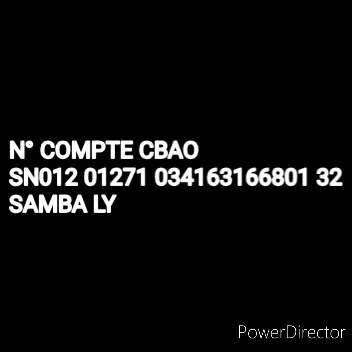 N° COMPTE CBAO
SN012 01271 034163166801 32
SAMBA LY
PowerDirector